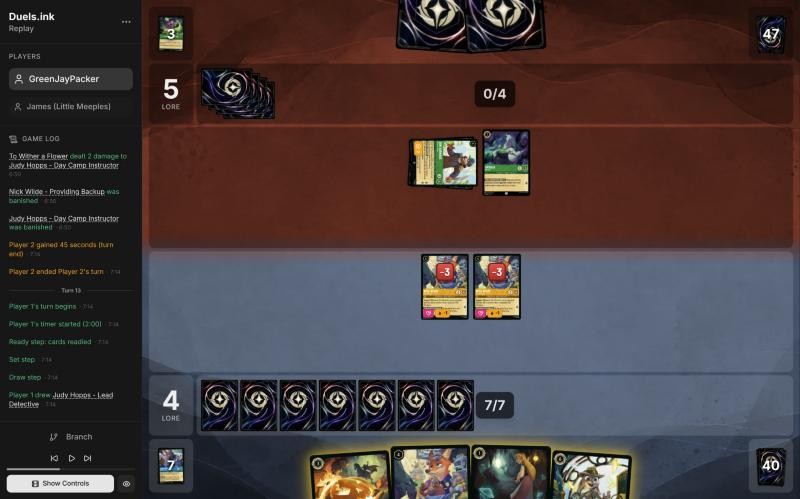 Duels.ink
Replay
...
PLAYERS
GreenJayPacker
James (Little Meeples)
GAME LOG
To Wither a Flower dealt 2 damage to
Judy Hopps - Day Camp Instructor
6:50
Nick Wilde - Providing Backup was
banished · 6:50
Judy Hopps - Day Camp Instructor
was banished · 6:50
Player 2 gained 45 seconds (turn
end) · 7:14
Player 2 ended Player 2's turn · 7:14
Turn 13
Player 1's turn begins · 7:14
Player 1's timer started (2:00) · 7:14
Ready step: cards readied · 7:14
Set step · 7:14
Draw step · 7:14
Player 1 drew Judy Hopps - Lead
Detective · 7:14
Branch
Show Controls
3
47
5
LORE
0/4
-3
-3
4
LORE
7/7
7
40